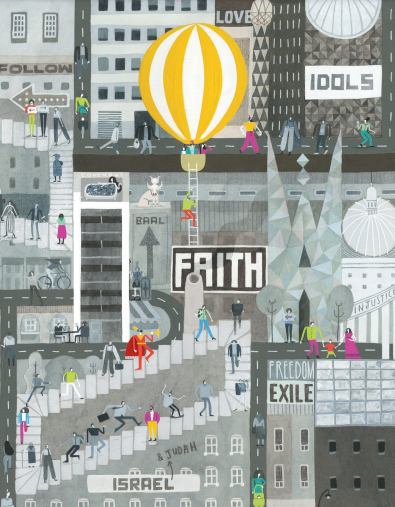 LOVE
FOLLOW
IDOLS
BAAL
FAITH
INJUSTICE
FREEDOM
EXILE
& JUDAH
ISRAEL